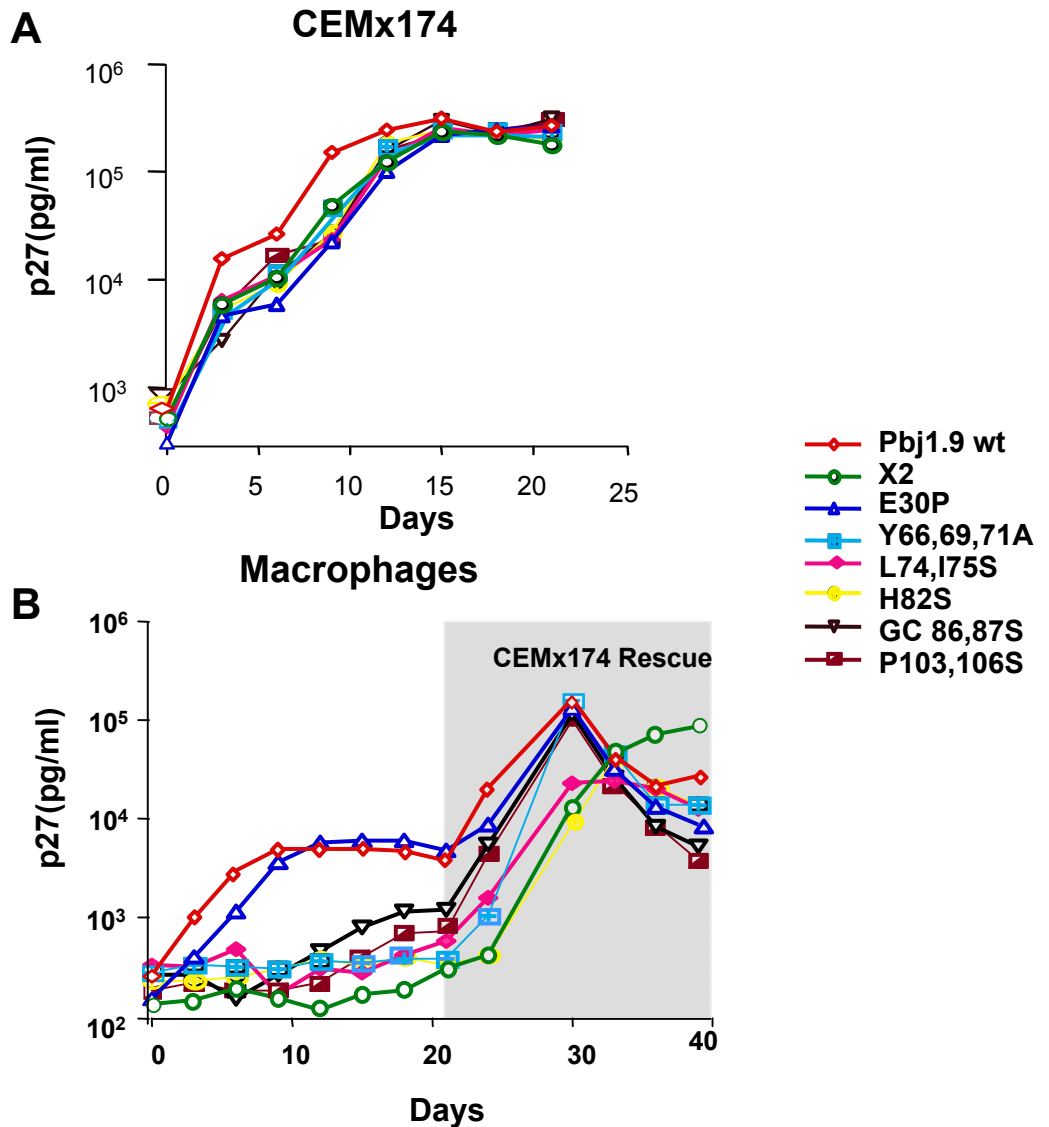 A
CEMx174
10⁶
10⁵
10⁴
10³
p27(pg/ml)
0 5 10 15 20 25
Days
Pbj1.9 wt
X2
E30P
Y66,69,71A
L74,I75S
H82S
GC 86,87S
P103,106S
Macrophages
B
CEMx174 Rescue
10⁶
10⁵
10⁴
10³
10²
p27(pg/ml)
0 10 20 30 40
Days